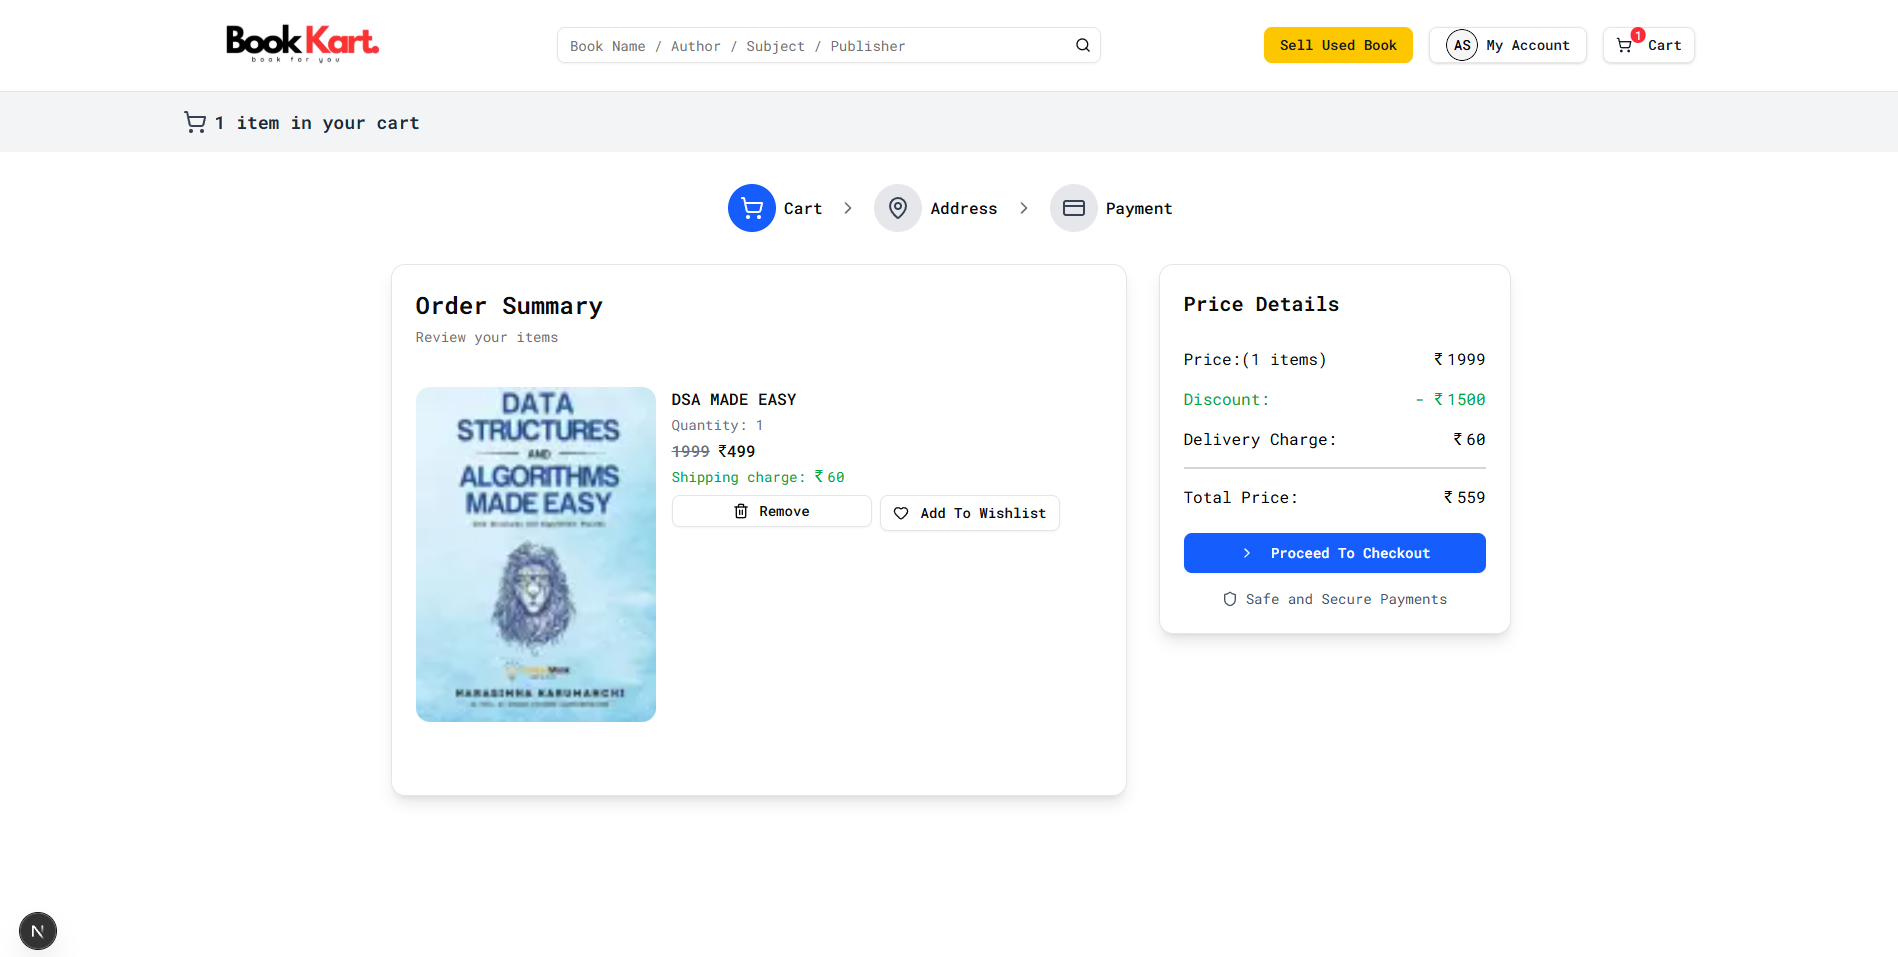 BookKart.
book for you
Book Name / Author / Subject / Publisher
Sell Used Book
AS My Account
1
Cart
1 item in your cart
Cart
Address
Payment
Order Summary
Review your items
DATA
STRUCTURES
AND
ALGORITHMS
MADE EASY
NARASIMHA KARUMANCHI
DSA MADE EASY
Quantity: 1
1999 ₹499
Shipping charge: ₹60
Remove
Add To Wishlist
Price Details
Price:(1 items) ₹1999
Discount: - ₹1500
Delivery Charge: ₹60
Total Price: ₹559
Proceed To Checkout
Safe and Secure Payments
N